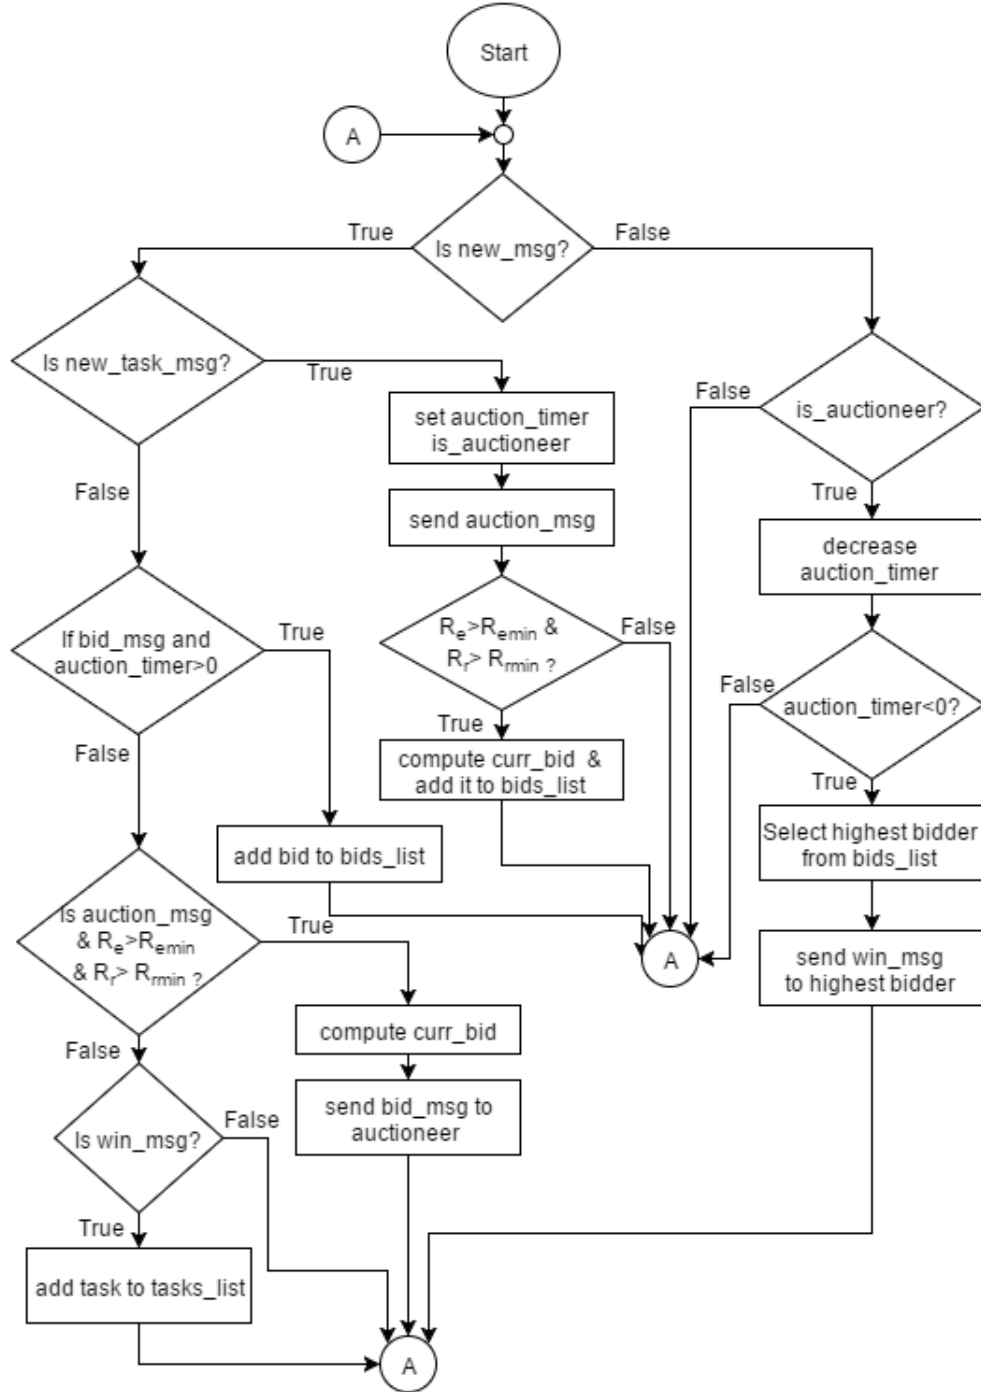 Start
A
Is new_msg?
True
False
Is new_task_msg?
True
False
set auction_timer
is_auctioneer
is_auctioneer?
False
True
send auction_msg
decrease
auction_timer
If bid_msg and
auction_timer>0
True
False
Re>Remin &
Rr> Rrmin ?
False
True
auction_timer<0?
False
True
compute curr_bid &
add it to bids_list
Select highest bidder
from bids_list
add bid to bids_list
Is auction_msg
& Re>Remin
& Rr> Rrmin ?
True
False
A
send win_msg
to highest bidder
compute curr_bid
send bid_msg to
auctioneer
Is win_msg?
False
True
add task to tasks_list
A